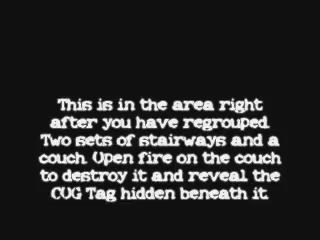 This is in the area right
after you have regrouped.
Two sets of stairways and a
couch. Open fire on the couch
to destroy it and reveal the
COG Tag hidden beneath it.